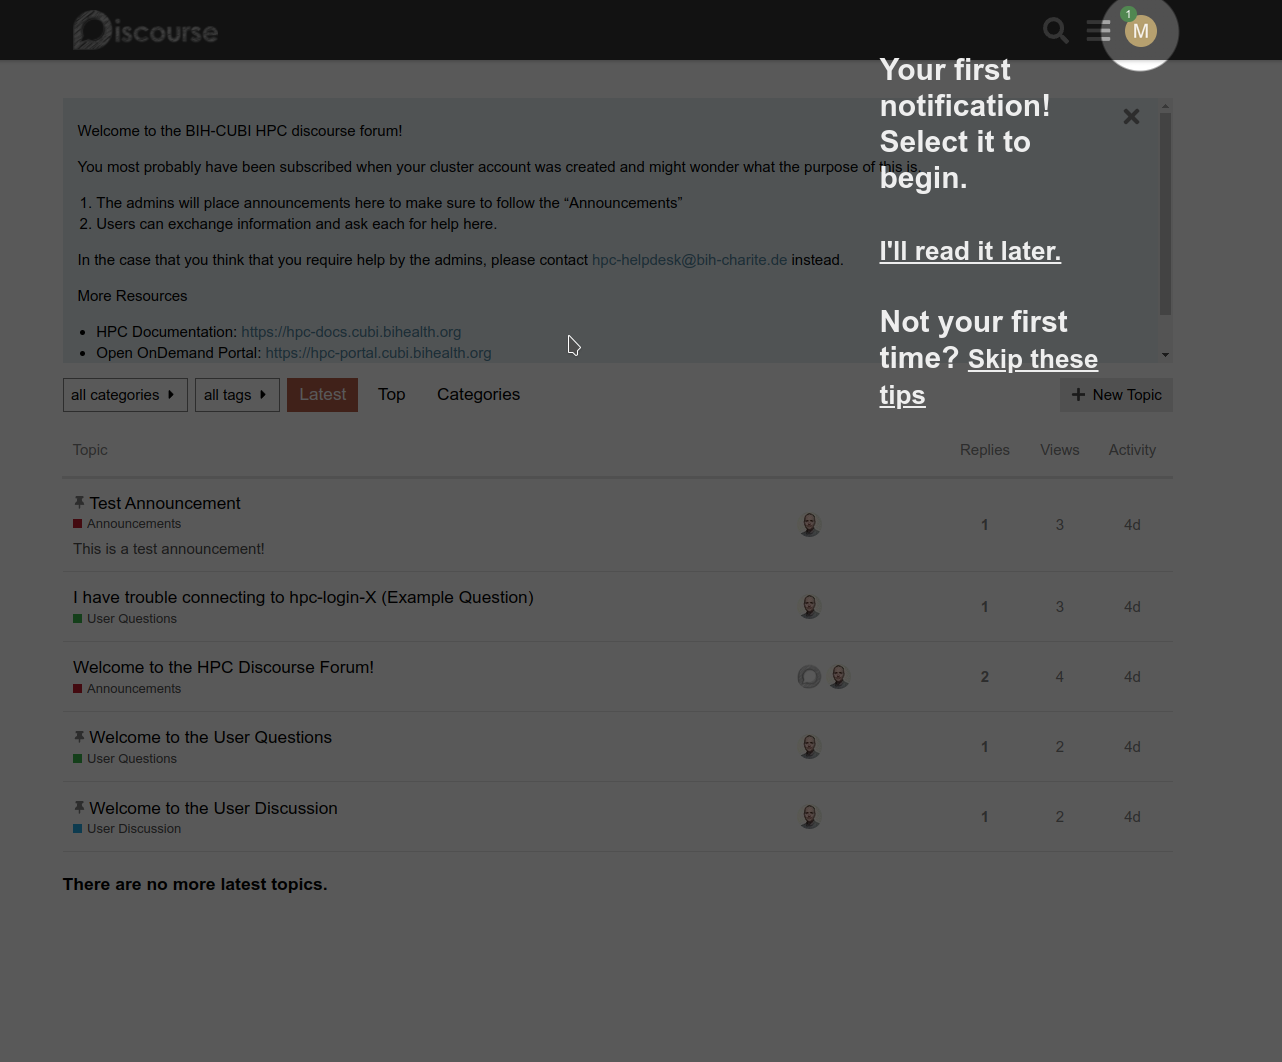 Discourse
1
M
Your first
notification!
Select it to
begin.
I'll read it later.
Not your first
time? Skip these
tips
Welcome to the BIH-CUBI HPC discourse forum!
You most probably have been subscribed when your cluster account was created and might wonder what the purpose of this is.
1. The admins will place announcements here to make sure to follow the “Announcements”
2. Users can exchange information and ask each for help here.
In the case that you think that you require help by the admins, please contact hpc-helpdesk@bih-charite.de instead.
More Resources
• HPC Documentation: https://hpc-docs.cubi.bihealth.org
• Open OnDemand Portal: https://hpc-portal.cubi.bihealth.org
all categories all tags Latest Top Categories + New Topic
Topic Replies Views Activity
Test Announcement
Announcements 1 3 4d
This is a test announcement!
I have trouble connecting to hpc-login-X (Example Question)
User Questions 1 3 4d
Welcome to the HPC Discourse Forum!
Announcements 2 4 4d
Welcome to the User Questions
User Questions 1 2 4d
Welcome to the User Discussion
User Discussion 1 2 4d
There are no more latest topics.